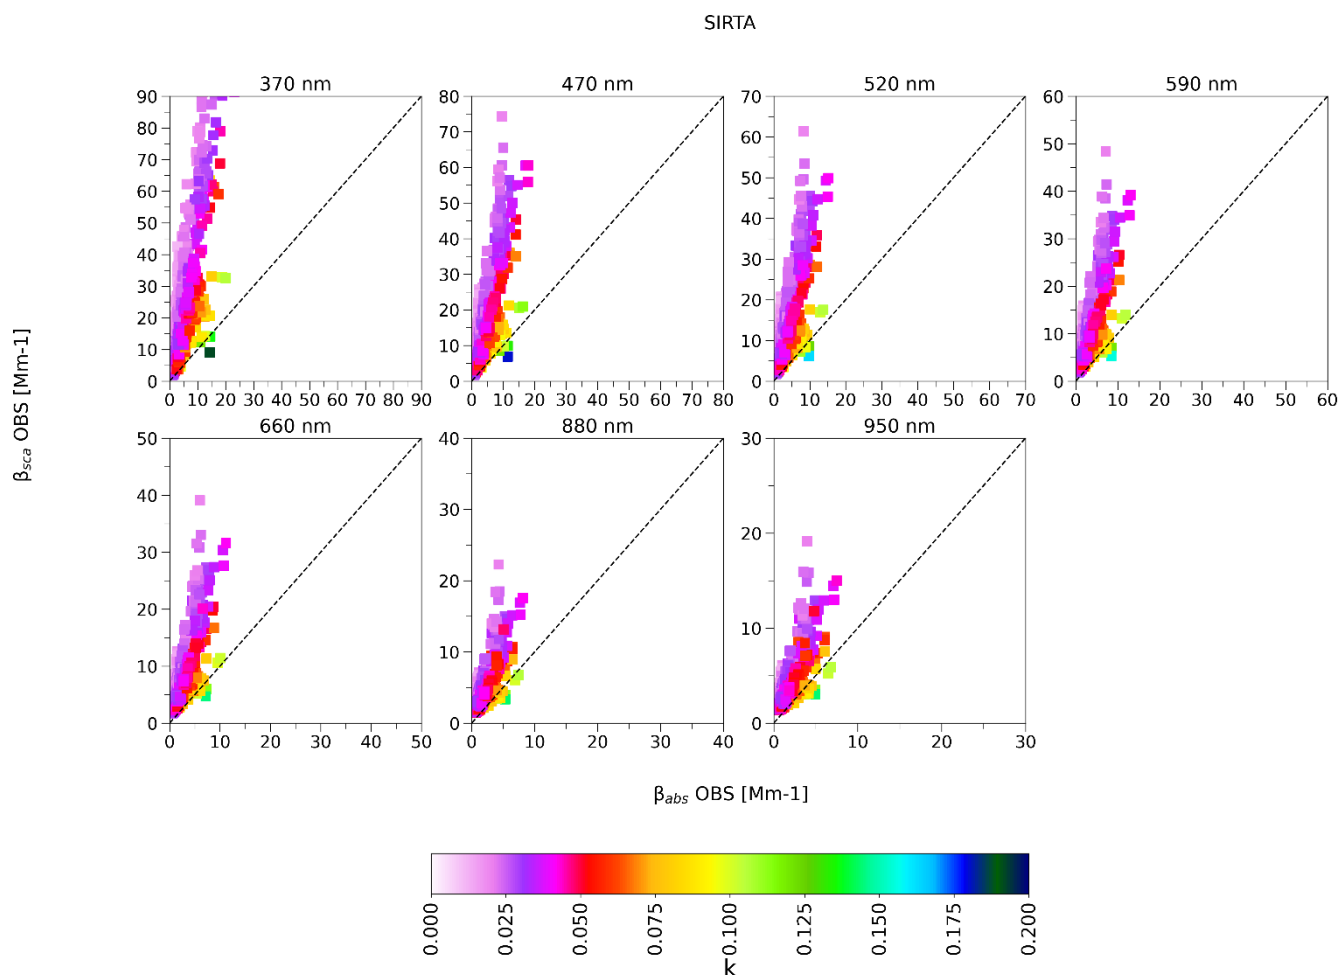 SIRTA
370 nm
470 nm
520 nm
590 nm
90
80
70
60
50
40
30
20
10
0
0 10 20 30 40 50 60 70 80 90
80
70
60
50
40
30
20
10
0
0 10 20 30 40 50 60 70 80
70
60
50
40
30
20
10
0
0 10 20 30 40 50 60 70
60
50
40
30
20
10
0
0 10 20 30 40 50 60
βsca OBS [Mm-1]
660 nm
880 nm
950 nm
50
40
30
20
10
0
0 10 20 30 40 50
40
30
20
10
0
0 10 20 30 40
30
20
10
0
0 10 20 30
βabs OBS [Mm-1]
0.000 0.025 0.050 0.075 0.100 0.125 0.150 0.175 0.200
k